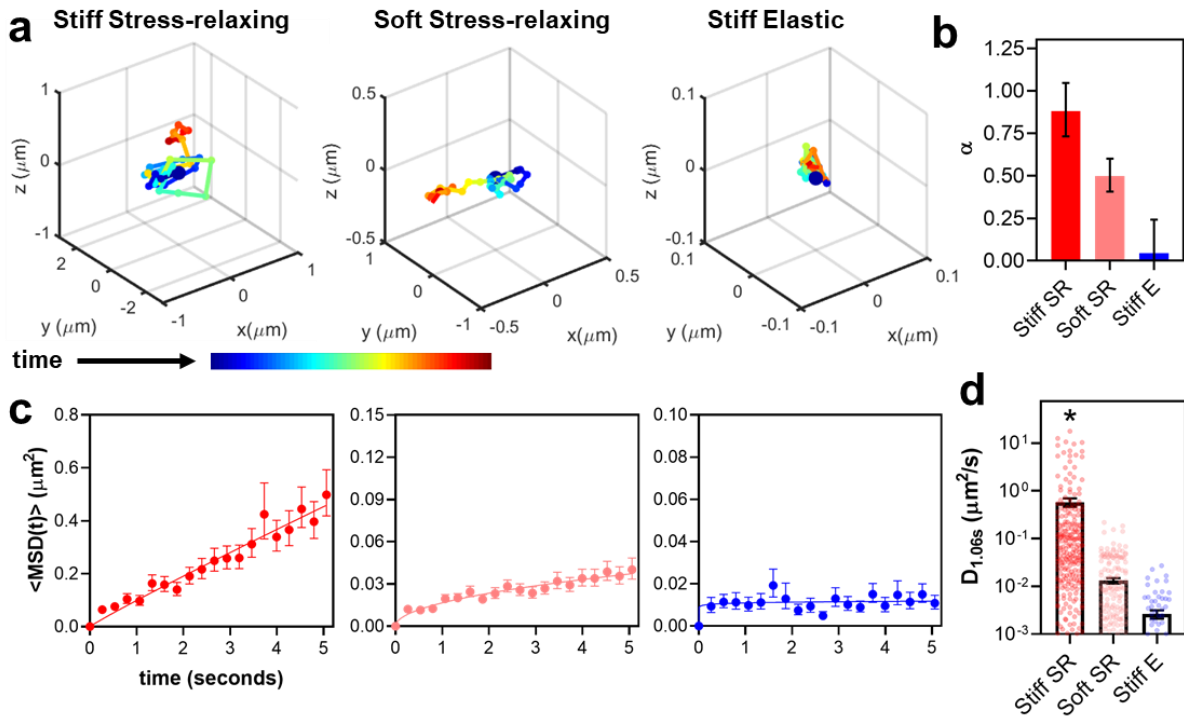 a
Stiff Stress-relaxing
Soft Stress-relaxing
Stiff Elastic
z (μm)
1
0
-1
2
0
-2
y (μm)
-1
0
1
x(μm)
z (μm)
0.5
0
-0.5
1
0
-1
y (μm)
-0.5
0
0.5
x(μm)
z (μm)
0.1
0
-0.1
0.1
0
-0.1
y (μm)
-0.1
0
0.1
x(μm)
time
b
α
1.25
1.00
0.75
0.50
0.25
0.00
Stiff SR
Soft SR
Stiff E
c
<MSD(t)> (μm²)
0.8
0.6
0.4
0.2
0.0
0 1 2 3 4 5
time (seconds)
0.15
0.12
0.09
0.06
0.03
0.00
0 1 2 3 4 5
0.10
0.08
0.06
0.04
0.02
0.00
0 1 2 3 4 5
d
D1.06s (μm²/s)
10¹
10⁰
10⁻¹
10⁻²
10⁻³
*
Stiff SR
Soft SR
Stiff E